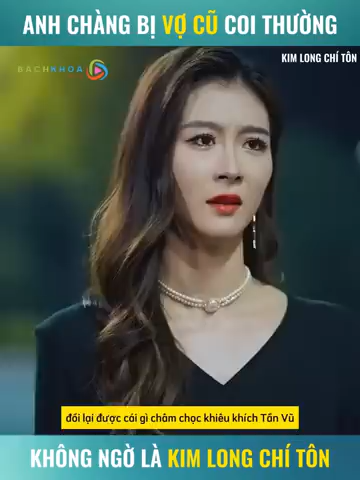 ANH CHÀNG BỊ VỢ CŨ COI THƯỜNG
BACHKHOA
KIM LONG CHÍ TÔN
đổi lại được cái gì châm chọc khiêu khích Tần Vũ
KHÔNG NGỜ LÀ KIM LONG CHÍ TÔN